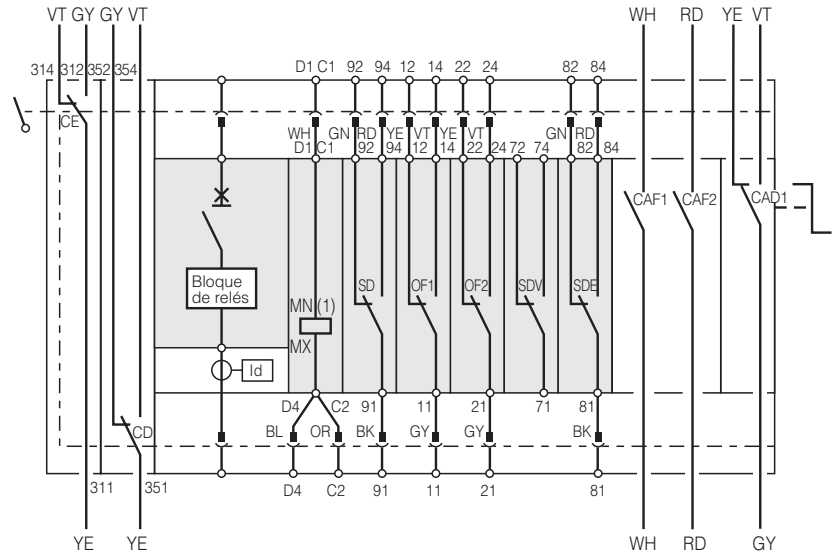 VT GY GY VT WH RD YE VT
314 312 352 354 D1 C1 92 94 12 14 22 24 82 84
CE WH GN RD YE VT YE VT GN RD
D1 C1 92 94 12 14 22 24 72 74 82 84
CAF1 CAF2 CAD1
Bloque
de relés
SD OF1 OF2 SDV SDE
MN (1)
MX
Id
D4 C2 91 11 21 71 81
CD BL OR BK GY GY BK
311 351 D4 C2 91 11 21 81
YE YE WH RD GY